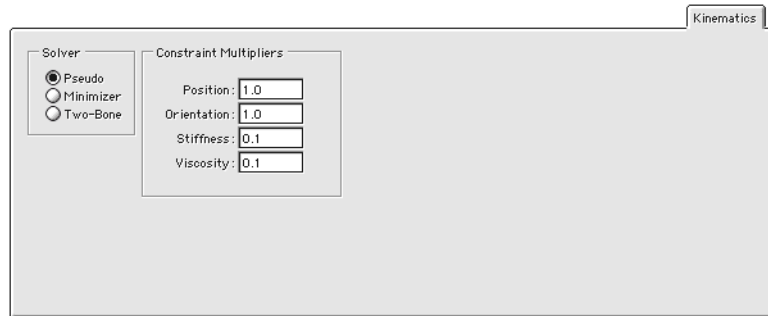 Kinematics
Solver
Pseudo
Minimizer
Two-Bone
Constraint Multipliers
Position: 1.0
Orientation: 1.0
Stiffness: 0.1
Viscosity: 0.1